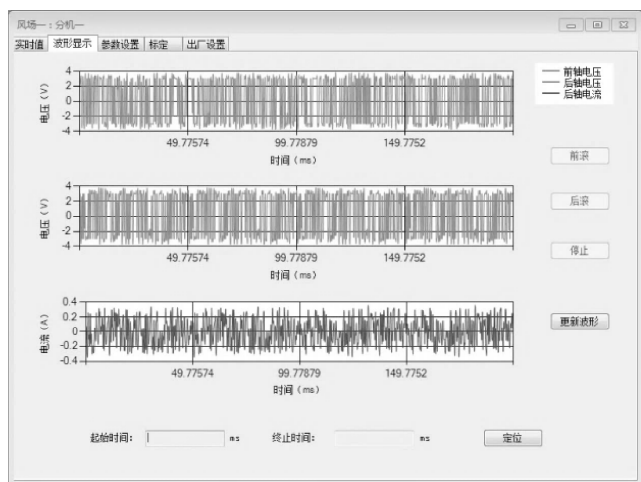 风场一：分机一
实时值 波形显示 参数设置 标定 出厂设置
前轴电压
后轴电压
后轴电流
电压（V）
4
2
0
-2
-4
49.77574 99.77879 149.7752
时间（ms）
前滚
电压（V）
4
2
0
-2
-4
49.77574 99.77879 149.7752
时间（ms）
后滚
停止
电流（A）
0.4
0.2
0
-0.2
-0.4
49.77574 99.77879 149.7752
时间（ms）
更新波形
起始时间： ms 终止时间： ms 定位